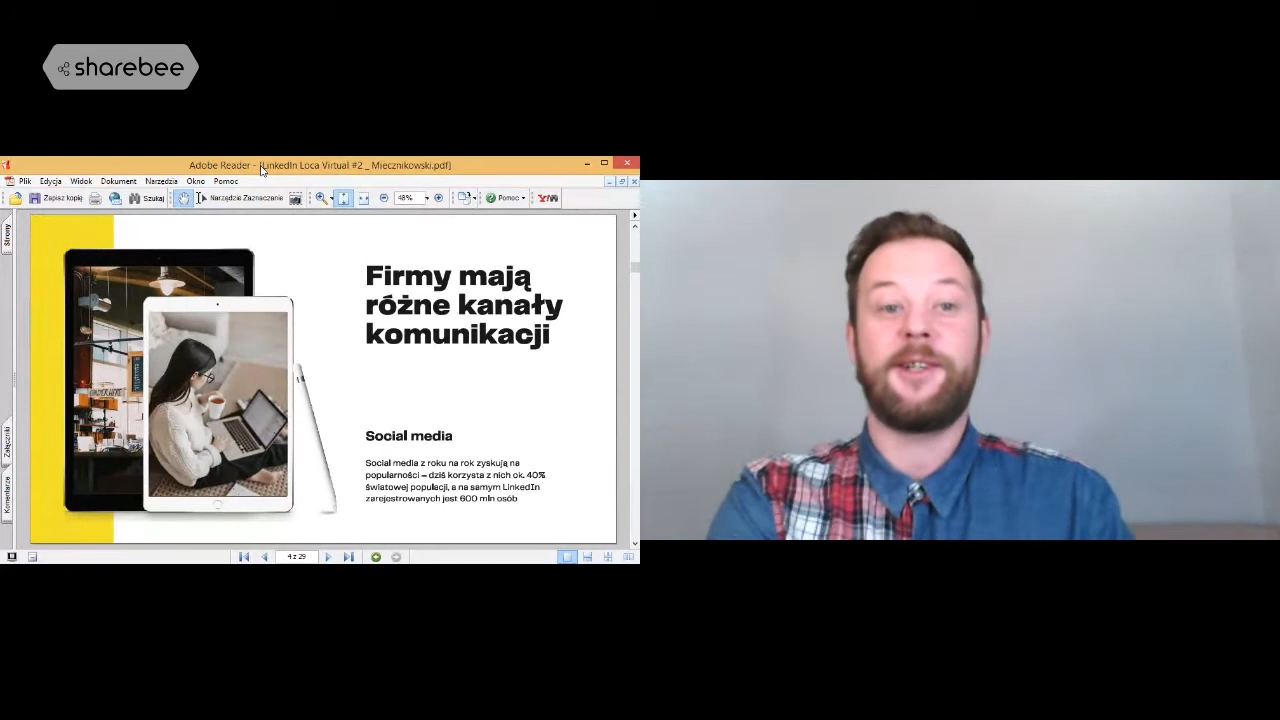 sharebee
Adobe Reader - [LinkedIn Loca Virtual #2 _ Miecznikowski.pdf]
Plik Edycja Widok Dokument Narzędzia Okno Pomoc
Zapisz kopię Szukaj Narzędzie Zaznaczanie 48% Pomoc Y!
Strony
Załączniki
Komentarze
Firmy mają
różne kanały
komunikacji
Social media
Social media z roku na rok zyskują na
popularności – dziś korzysta z nich ok. 40%
światowej populacji, a na samym LinkedIn
zarejestrowanych jest 600 mln osób
4 z 29